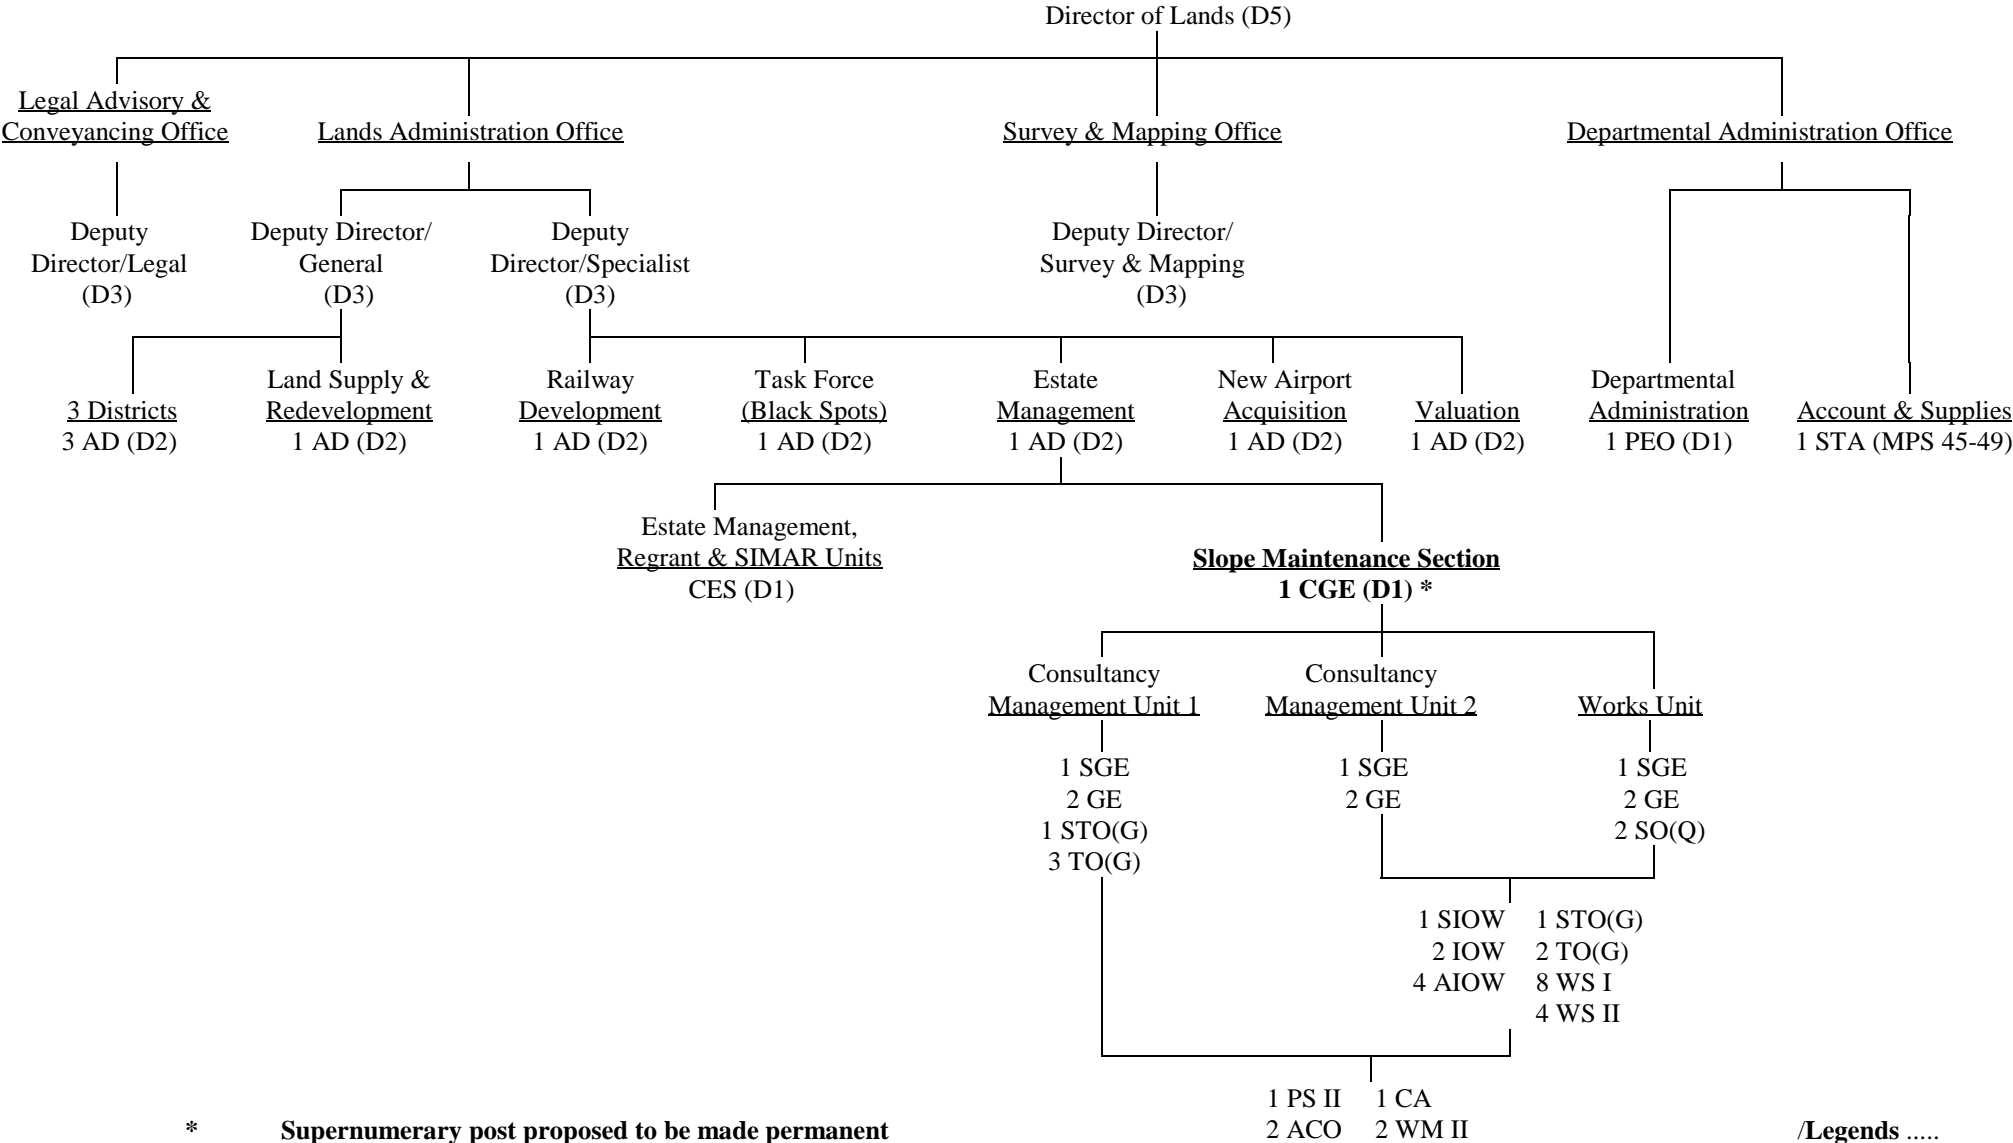 Director of Lands (D5)
Legal Advisory &
Conveyancing Office
Lands Administration Office
Survey & Mapping Office
Departmental Administration Office
Deputy
Director/Legal
(D3)
Deputy Director/
General
(D3)
Deputy
Director/Specialist
(D3)
Deputy Director/
Survey & Mapping
(D3)
3 Districts
3 AD (D2)
Land Supply &
Redevelopment
1 AD (D2)
Railway
Development
1 AD (D2)
Task Force
(Black Spots)
1 AD (D2)
Estate
Management
1 AD (D2)
New Airport
Acquisition
1 AD (D2)
Valuation
1 AD (D2)
Departmental
Administration
1 PEO (D1)
Account & Supplies
1 STA (MPS 45-49)
Estate Management,
Regrant & SIMAR Units
CES (D1)
Slope Maintenance Section
1 CGE (D1) *
Consultancy
Management Unit 1
1 SGE
2 GE
1 STO(G)
3 TO(G)
Consultancy
Management Unit 2
1 SGE
2 GE
Works Unit
1 SGE
2 GE
2 SO(Q)
1 SIOW
2 IOW
4 AIOW
1 STO(G)
2 TO(G)
8 WS I
4 WS II
1 PS II
2 ACO
1 CA
2 WM II
* Supernumerary post proposed to be made permanent
/Legends .....